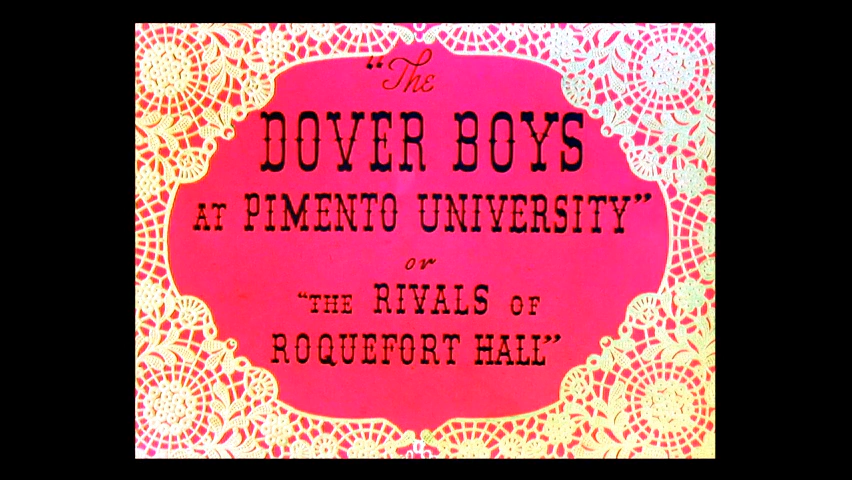 "The
DOVER BOYS
AT PIMENTO UNIVERSITY"
or
"THE RIVALS OF
ROQUEFORT HALL"